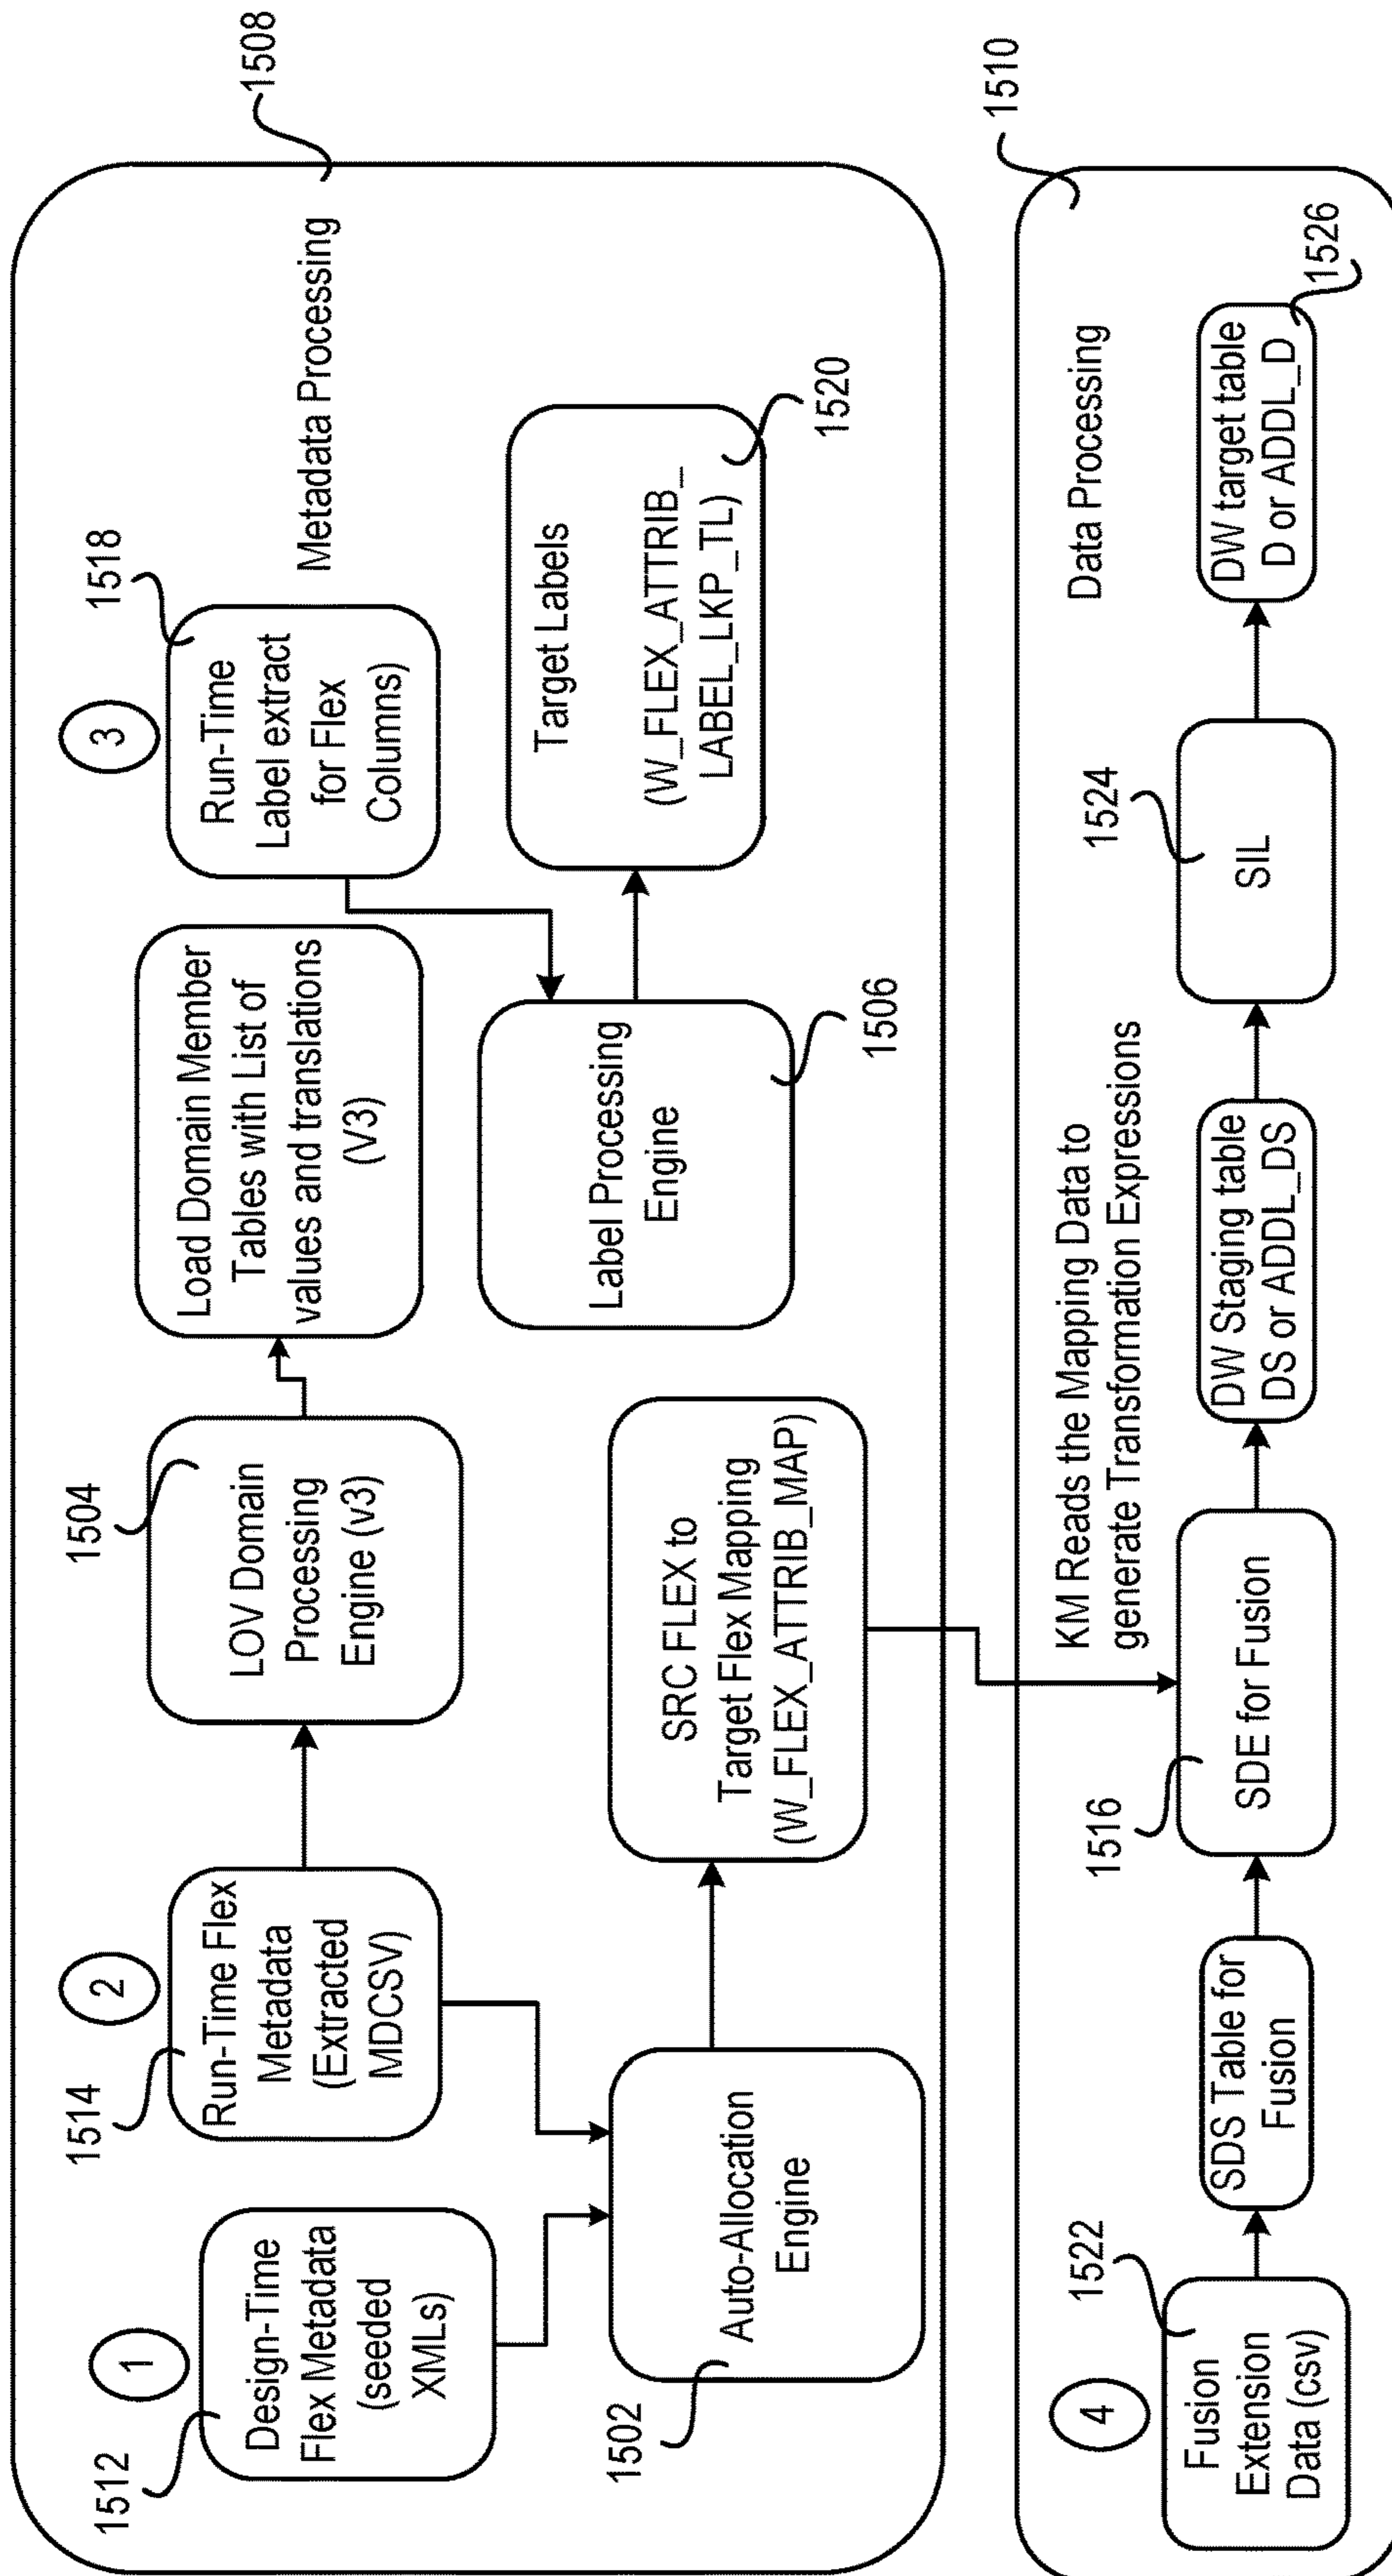 1508
Metadata Processing
1
1512
Design-Time
Flex Metadata
(seeded
XMLs)
2
1514
Run-Time Flex
Metadata
(Extracted
MDCSV)
1504
LOV Domain
Processing
Engine (v3)
Load Domain Member
Tables with List of
values and translations
(V3)
3
1518
Run-Time
Label extract
for Flex
Columns)
1502
Auto-Allocation
Engine
SRC FLEX to
Target Flex Mapping
(W_FLEX_ATTRIB_MAP)
Label Processing
Engine
1506
Target Labels
(W_FLEX_ATTRIB_
LABEL_LKP_TL)
1520
1510
Data Processing
KM Reads the Mapping Data to
generate Transformation Expressions
4
1522
Fusion
Extension
Data (csv)
SDS Table for
Fusion
1516
SDE for Fusion
DW Staging table
DS or ADDL_DS
1524
SIL
DW target table
D or ADDL_D
1526